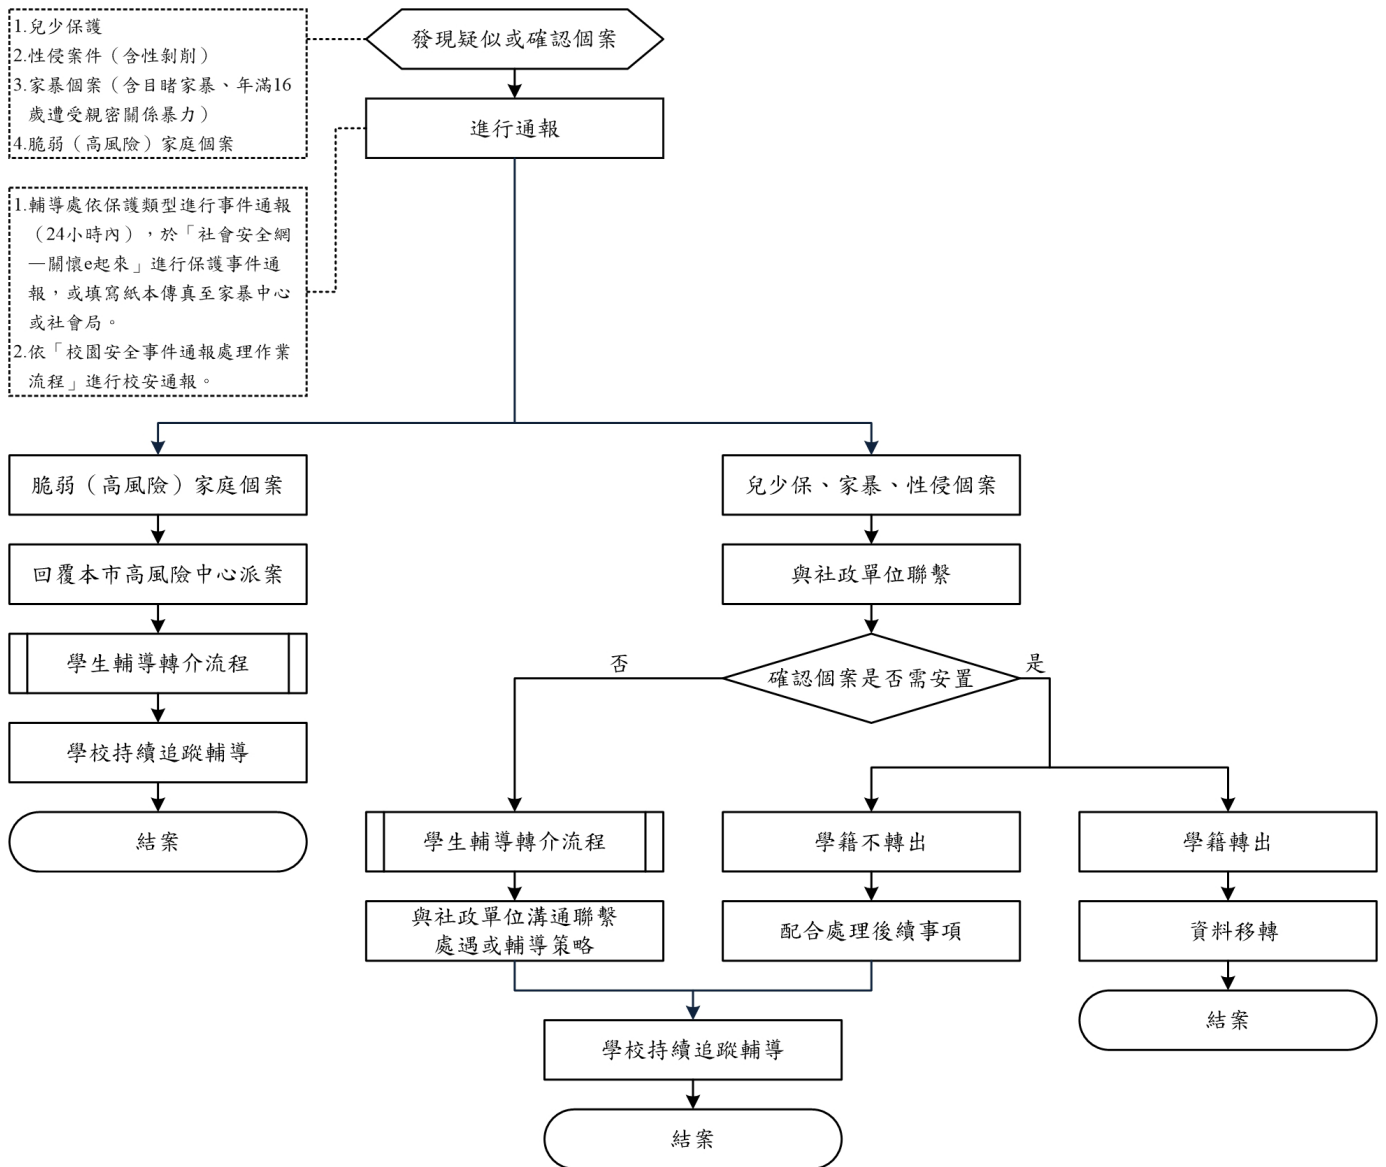 1.兒少保護
2.性侵案件（含性剝削）
3.家暴個案（含目睹家暴、年滿16
歲遭受親密關係暴力）
4.脆弱（高風險）家庭個案
發現疑似或確認個案
進行通報
1.輔導處依保護類型進行事件通報
（24小時內），於「社會安全網
—關懷e起來」進行保護事件通
報，或填寫紙本傳真至家暴中心
或社會局。
2.依「校園安全事件通報處理作業
流程」進行校安通報。
脆弱（高風險）家庭個案
回覆本市高風險中心派案
學生輔導轉介流程
學校持續追蹤輔導
結案
兒少保、家暴、性侵個案
與社政單位聯繫
確認個案是否需安置
否
是
學生輔導轉介流程
與社政單位溝通聯繫
處遇或輔導策略
學籍不轉出
配合處理後續事項
學籍轉出
資料移轉
結案
學校持續追蹤輔導
結案